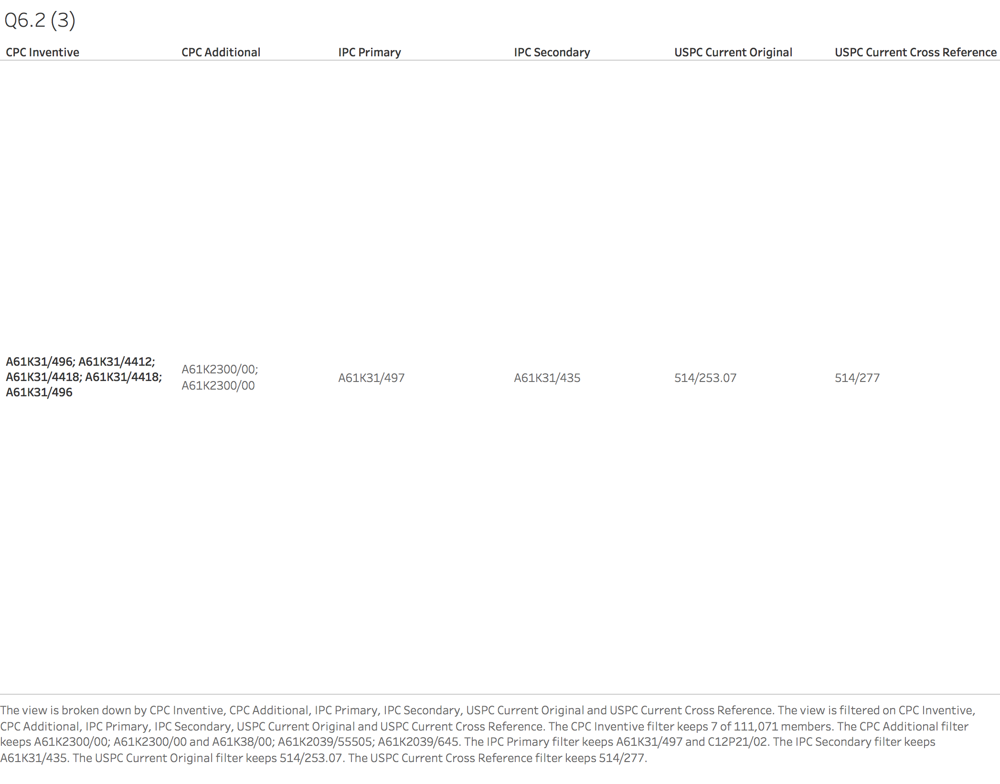 Q6.2 (3)
CPC Inventive CPC Additional IPC Primary IPC Secondary USPC Current Original USPC Current Cross Reference
A61K31/496; A61K31/4412;
A61K31/4418; A61K31/4418;
A61K31/496
A61K2300/00;
A61K2300/00
A61K31/497
A61K31/435
514/253.07
514/277
The view is broken down by CPC Inventive, CPC Additional, IPC Primary, IPC Secondary, USPC Current Original and USPC Current Cross Reference. The view is filtered on CPC Inventive,
CPC Additional, IPC Primary, IPC Secondary, USPC Current Original and USPC Current Cross Reference. The CPC Inventive filter keeps 7 of 111,071 members. The CPC Additional filter
keeps A61K2300/00; A61K2300/00 and A61K38/00; A61K2039/55505; A61K2039/645. The IPC Primary filter keeps A61K31/497 and C12P21/02. The IPC Secondary filter keeps
A61K31/435. The USPC Current Original filter keeps 514/253.07. The USPC Current Cross Reference filter keeps 514/277.